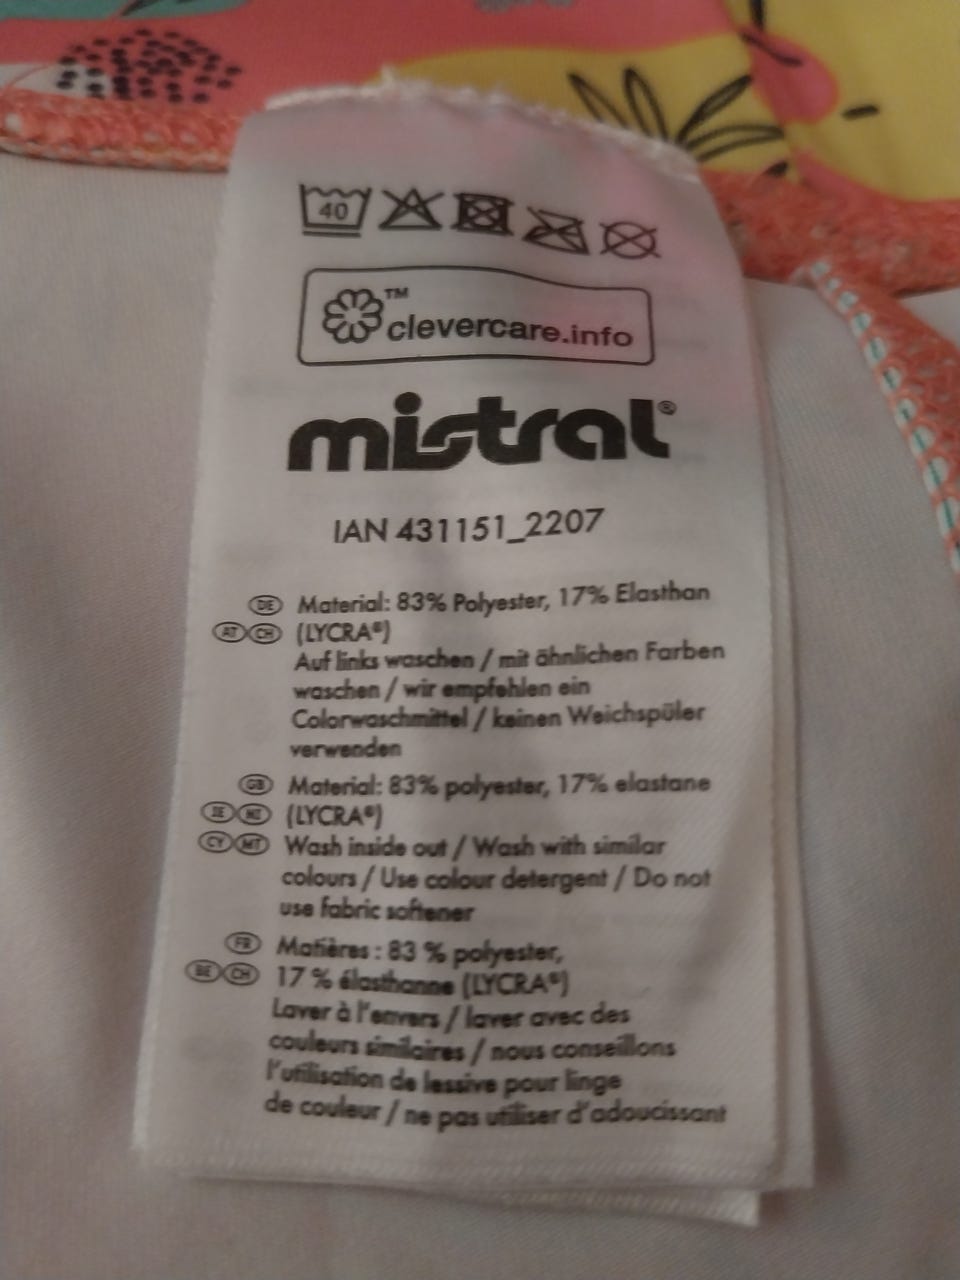 40
™
clevercare.info
mistral®
IAN 431151_2207
DE Material: 83% Polyester, 17% Elasthan
AT CH (LYCRA®)
Auf links waschen / mit ähnlichen Farben
waschen / wir empfehlen ein
Colorwaschmittel / keinen Weichspüler
verwenden
GB Material: 83% polyester, 17% elastane
IE NI (LYCRA®)
CY MT Wash inside out / Wash with similar
colours / Use colour detergent / Do not
use fabric softener
FR Matières : 83 % polyester,
BE CH 17 % élasthanne (LYCRA®)
Laver à l'envers / laver avec des
couleurs similaires / nous conseillons
l'utilisation de lessive pour linge
de couleur / ne pas utiliser d'adoucissant